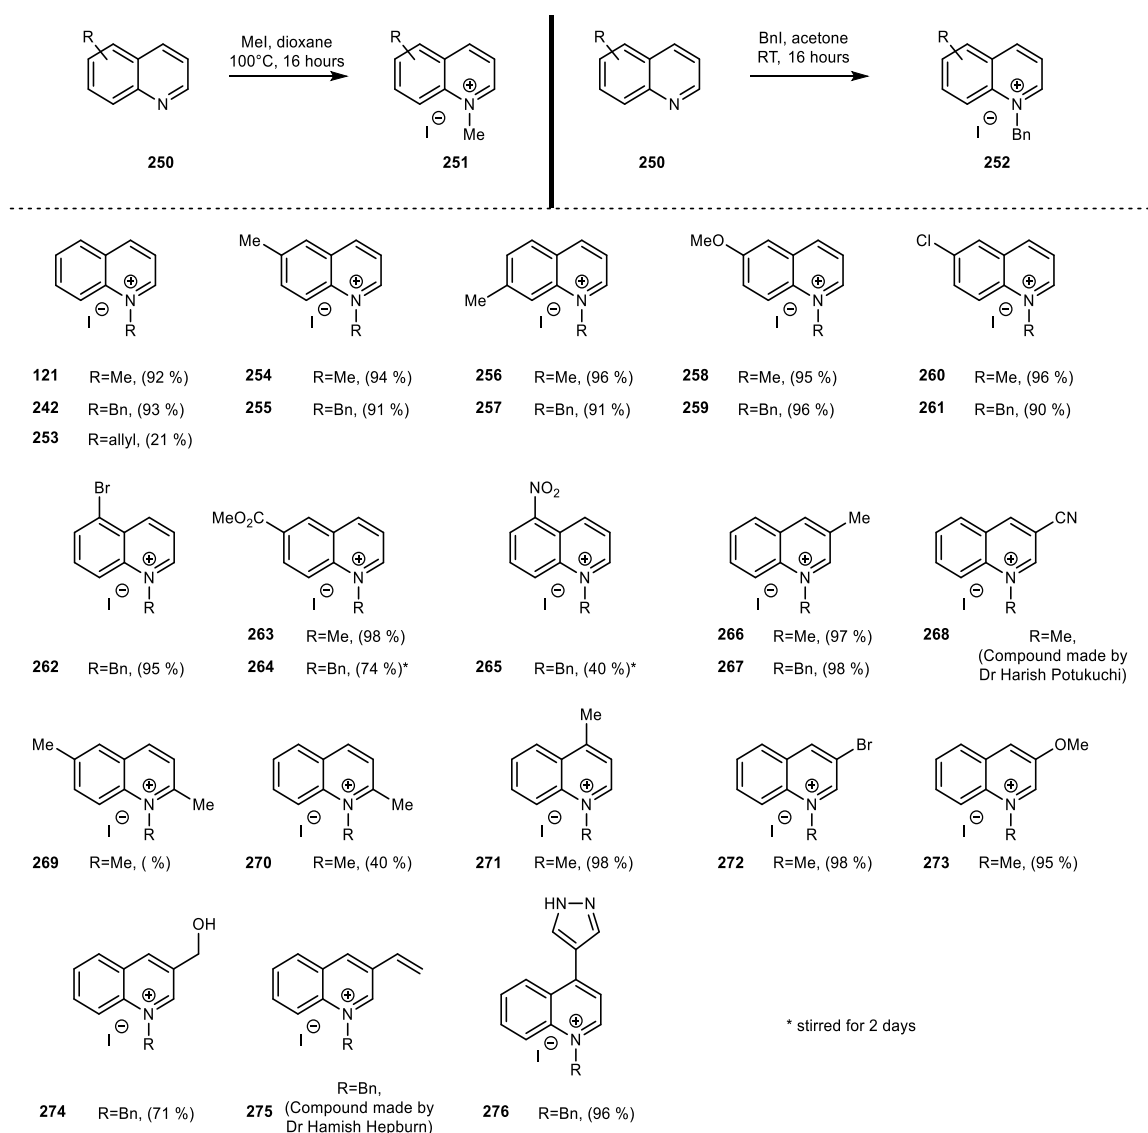 R
MeI, dioxane
100°C, 16 hours
N
250
R
N
Me
I
251
R
BnI, acetone
RT, 16 hours
N
250
R
N
Bn
I
252
N
R
I
121 R=Me, (92 %)
242 R=Bn, (93 %)
253 R=allyl, (21 %)
Me
N
R
I
254 R=Me, (94 %)
255 R=Bn, (91 %)
Me
N
R
I
256 R=Me, (96 %)
257 R=Bn, (91 %)
MeO
N
R
I
258 R=Me, (95 %)
259 R=Bn, (96 %)
Cl
N
R
I
260 R=Me, (96 %)
261 R=Bn, (90 %)
Br
N
R
I
262 R=Bn, (95 %)
MeO2C
N
R
I
263 R=Me, (98 %)
264 R=Bn, (74 %)*
NO2
N
R
I
265 R=Bn, (40 %)*
Me
N
R
I
266 R=Me, (97 %)
267 R=Bn, (98 %)
CN
N
R
I
268 R=Me,
(Compound made by
Dr Harish Potukuchi)
Me
N
Me
R
I
269 R=Me, ( %)
N
Me
R
I
270 R=Me, (40 %)
Me
N
R
I
271 R=Me, (98 %)
Br
N
R
I
272 R=Me, (98 %)
OMe
N
R
I
273 R=Me, (95 %)
OH
N
R
I
274 R=Bn, (71 %)
N
R
I
R=Bn,
275 (Compound made by
Dr Hamish Hepburn)
HN N
N
R
I
276 R=Bn, (96 %)
* stirred for 2 days